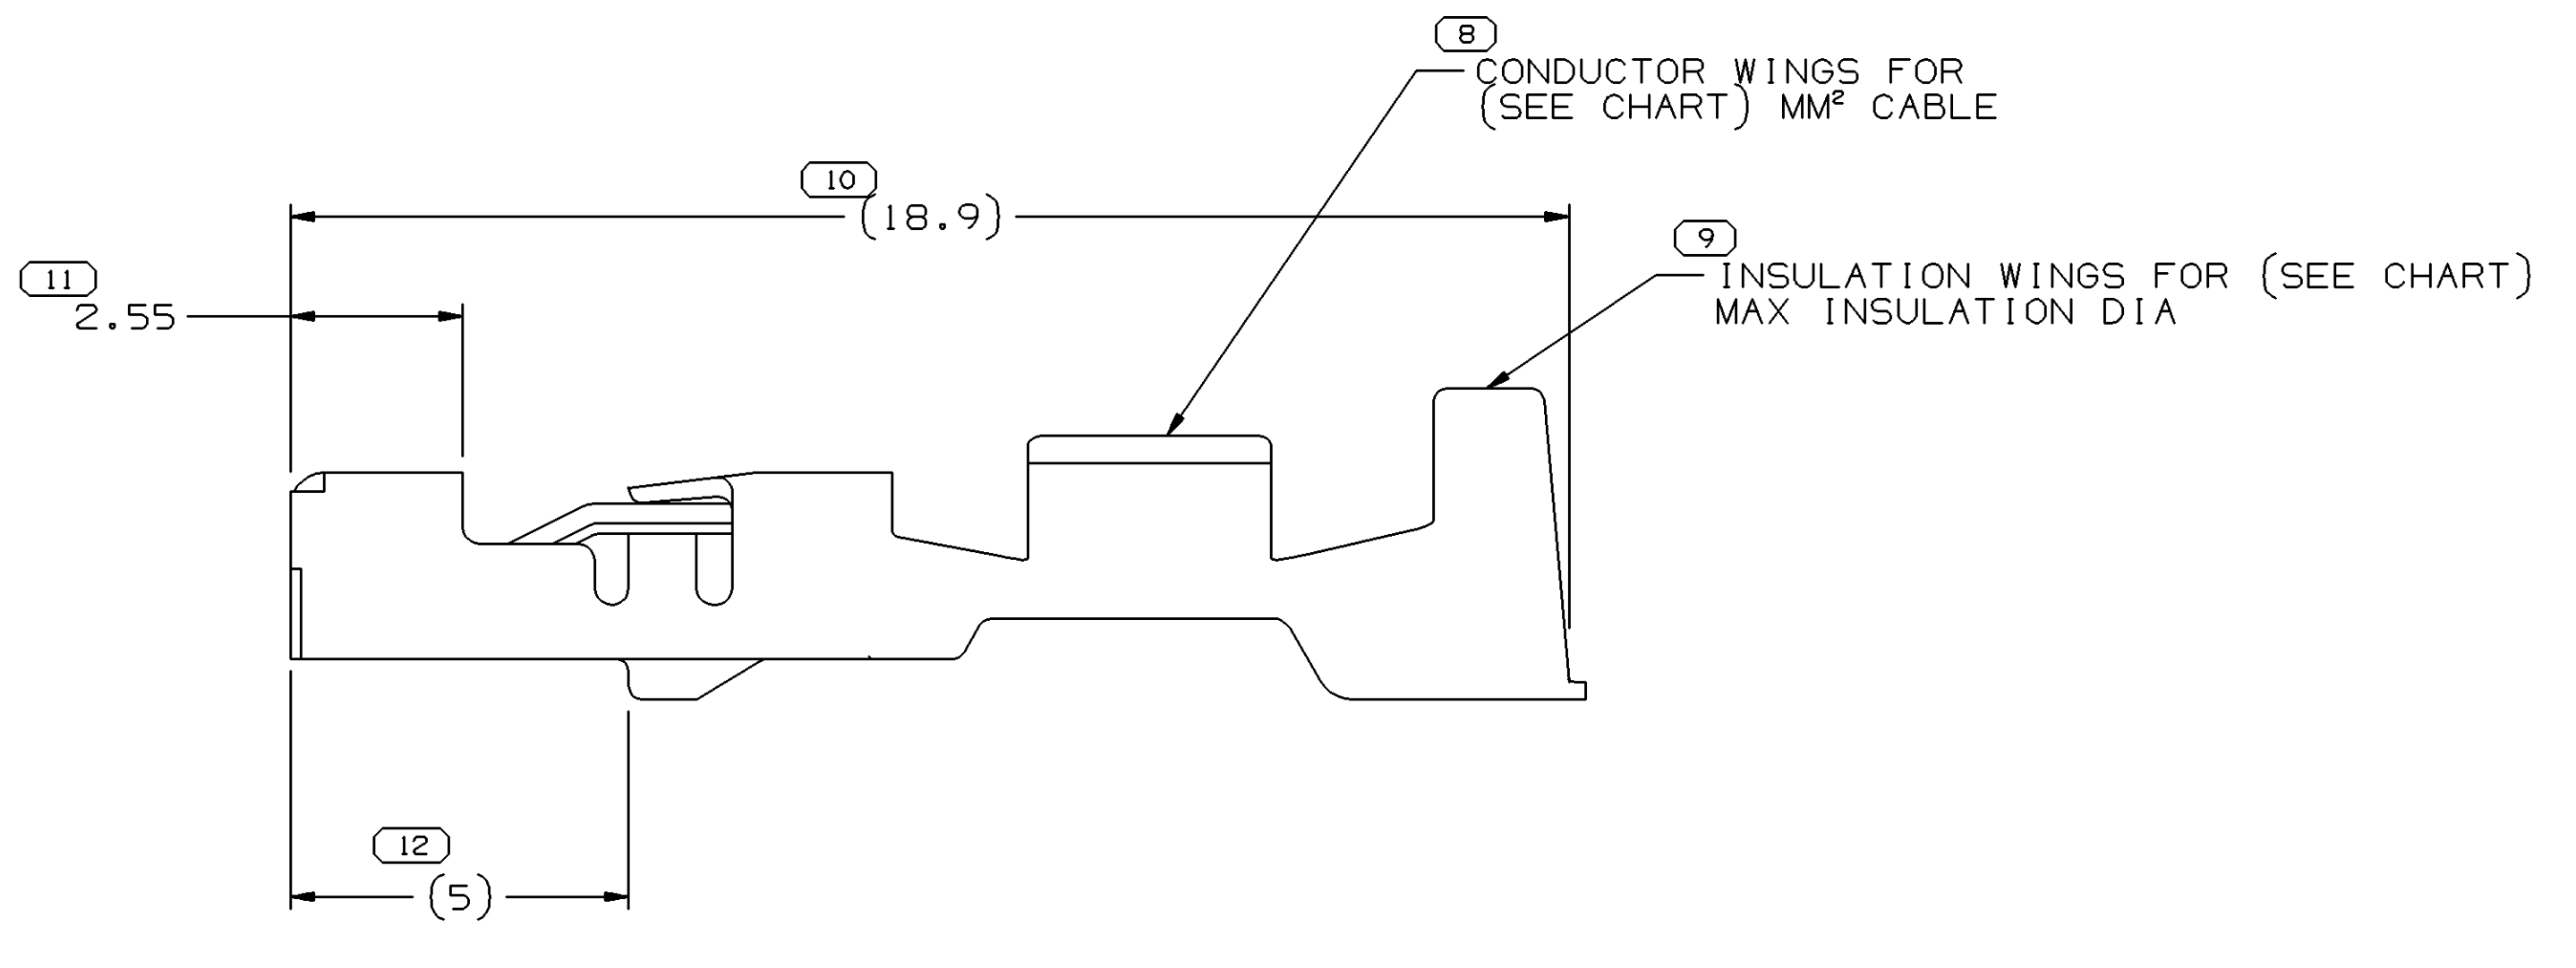 8
CONDUCTOR WINGS FOR
(SEE CHART) MM² CABLE
10
(18.9)
9
INSULATION WINGS FOR (SEE CHART)
MAX INSULATION DIA
11
2.55
12
(5)